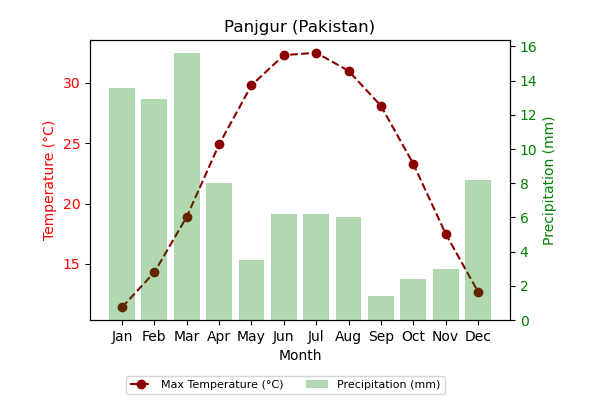 Panjgur (Pakistan)
Temperature (°C)
30
25
20
15
16
14
12
10
8
6
4
2
0
Precipitation (mm)
Jan Feb Mar Apr May Jun Jul Aug Sep Oct Nov Dec
Month
Max Temperature (°C) Precipitation (mm)